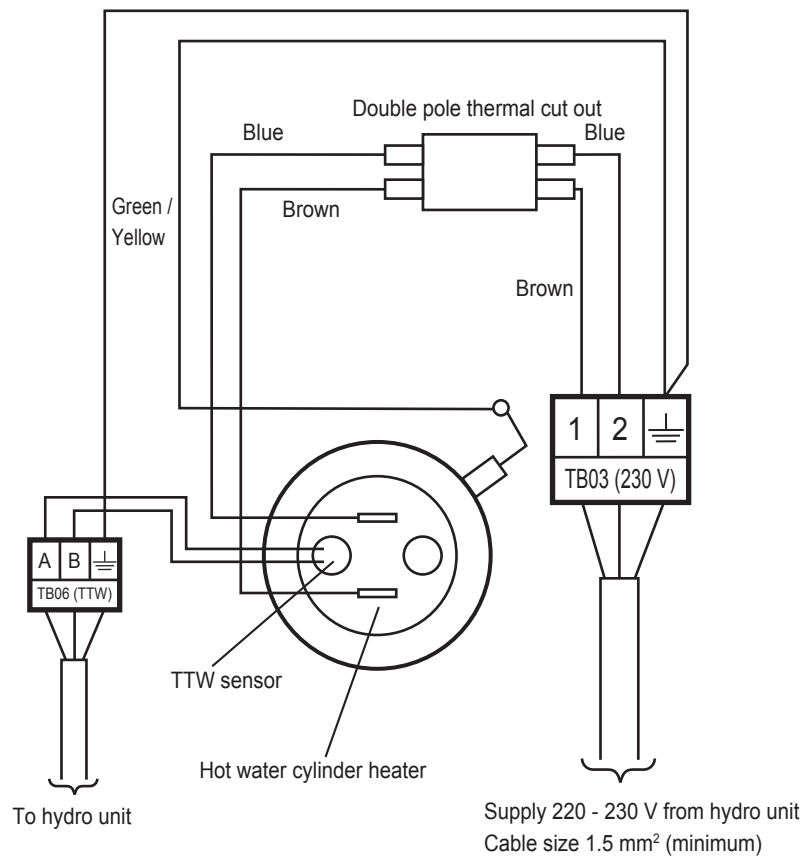 Double pole thermal cut out
Blue
Blue
Green /
Yellow
Brown
Brown
1 2
TB03 (230 V)
A B
TB06 (TTW)
TTW sensor
Hot water cylinder heater
To hydro unit
Supply 220 - 230 V from hydro unit
Cable size 1.5 mm² (minimum)